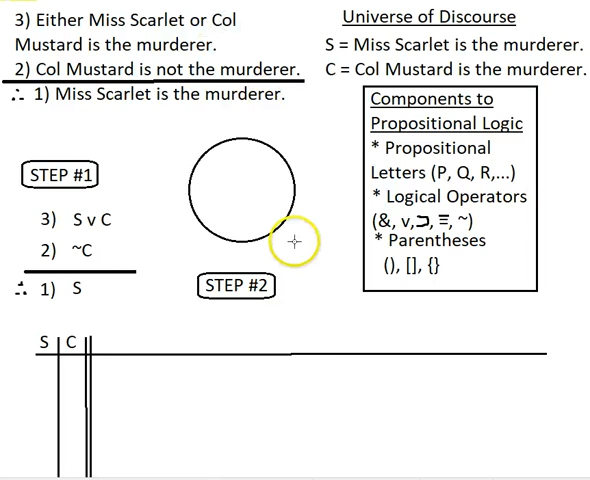 3) Either Miss Scarlet or Col
Mustard is the murderer.
2) Col Mustard is not the murderer.
∴ 1) Miss Scarlet is the murderer.
Universe of Discourse
S = Miss Scarlet is the murderer.
C = Col Mustard is the murderer.
Components to
Propositional Logic
* Propositional
Letters (P, Q, R,...)
* Logical Operators
(&, v,⊃, ≡, ~)
* Parentheses
(), [], {}
STEP #1
3) S v C
2) ~C
∴ 1) S
STEP #2
S C